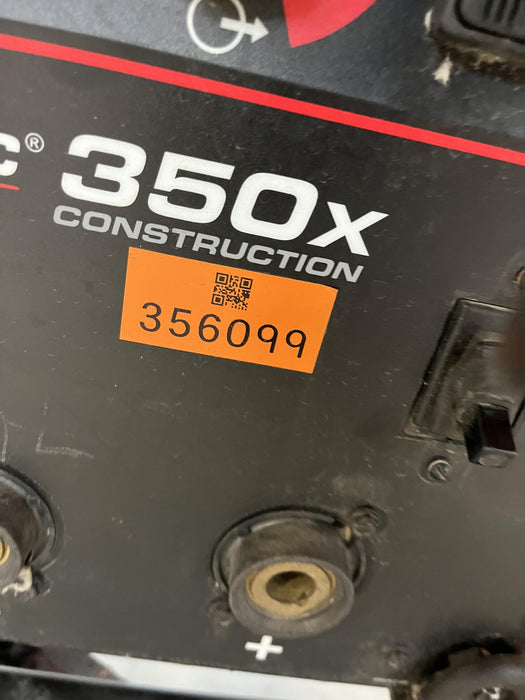 C® 350X
CONSTRUCTION
356099
+